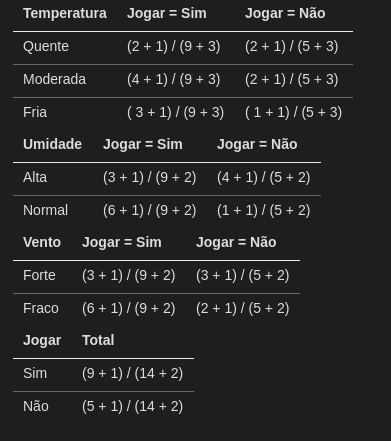 Temperatura Jogar = Sim Jogar = Não
Quente (2 + 1) / (9 + 3) (2 + 1) / (5 + 3)
Moderada (4 + 1) / (9 + 3) (2 + 1) / (5 + 3)
Fria ( 3 + 1) / (9 + 3) ( 1 + 1) / (5 + 3)
Umidade Jogar = Sim Jogar = Não
Alta (3 + 1) / (9 + 2) (4 + 1) / (5 + 2)
Normal (6 + 1) / (9 + 2) (1 + 1) / (5 + 2)
Vento Jogar = Sim Jogar = Não
Forte (3 + 1) / (9 + 2) (3 + 1) / (5 + 2)
Fraco (6 + 1) / (9 + 2) (2 + 1) / (5 + 2)
Jogar Total
Sim (9 + 1) / (14 + 2)
Não (5 + 1) / (14 + 2)